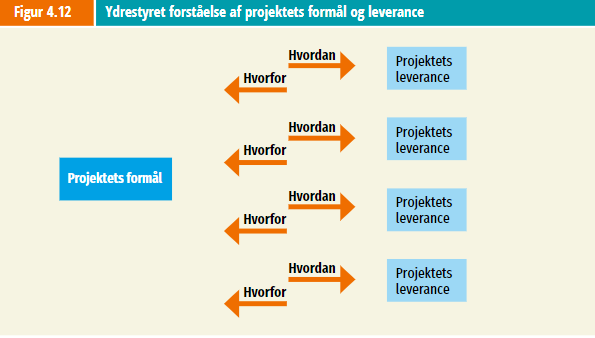 Figur 4.12
Ydrestyret forståelse af projektets formål og leverance
Hvordan
Hvorfor
Projektets
leverance
Hvordan
Hvorfor
Projektets
leverance
Projektets formål
Hvordan
Hvorfor
Projektets
leverance
Hvordan
Hvorfor
Projektets
leverance